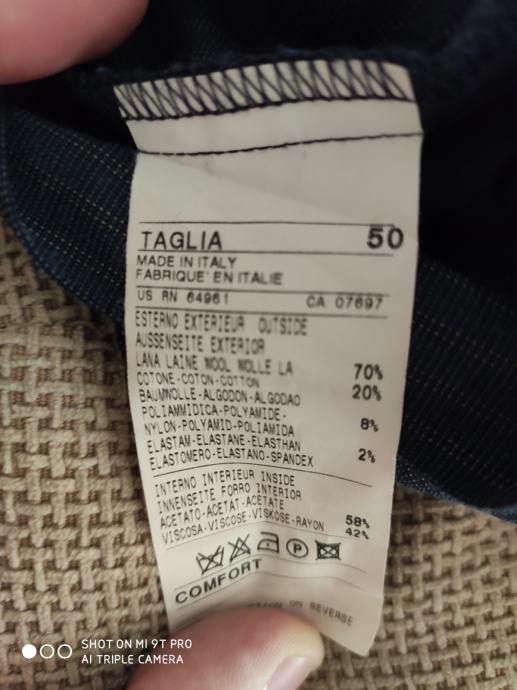 TAGLIA 50
MADE IN ITALY
FABRIQUE' EN ITALIE
US RN 64961 CA 07697
ESTERNO EXTERIEUR OUTSIDE
AUSSENSEITE EXTERIOR
LANA LAINE WOOL WOLLE LA 70%
COTONE-COTON-COTTON
BAUMWOLLE-ALGODON-ALGODAO 20%
POLIAMMIDICA-POLYAMIDE-
NYLON-POLYAMID-POLIAMIDA 8%
ELASTAM-ELASTANE-ELASTHAN
ELASTOMERO-ELASTANO-SPANDEX 2%
INTERNO INTERIEUR INSIDE
INNENSEITE FORRO INTERIOR
ACETATO-ACETAT-ACETATE 58%
VISCOSA-VISCOSE-VISKOSE-RAYON 42%
P
COMFORT
ON REVERSE
SHOT ON MI 9T PRO
AI TRIPLE CAMERA